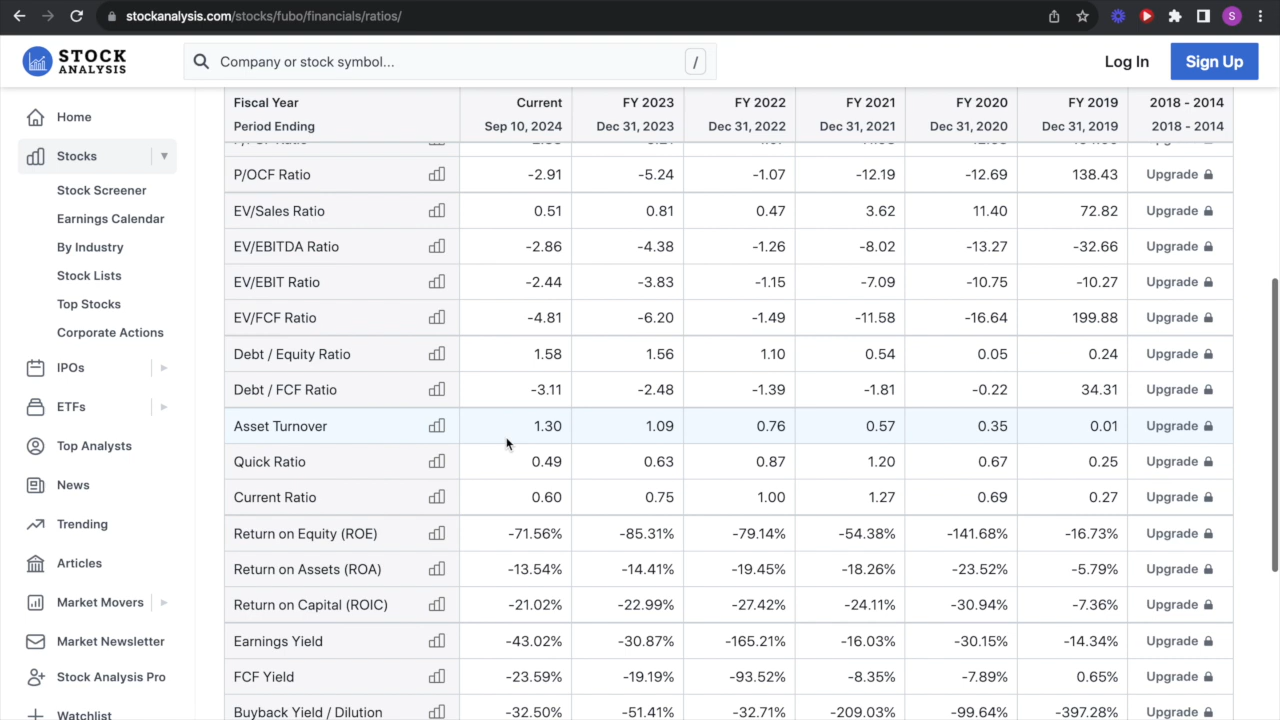 stockanalysis.com/stocks/fubo/financials/ratios/
S
STOCK
ANALYSIS
Company or stock symbol...
/
Log In
Sign Up
Home
Stocks
Stock Screener
Earnings Calendar
By Industry
Stock Lists
Top Stocks
Corporate Actions
IPOs
ETFs
Top Analysts
News
Trending
Articles
Market Movers
Market Newsletter
Stock Analysis Pro
Watchlist
Fiscal Year Current FY 2023 FY 2022 FY 2021 FY 2020 FY 2019 2018 - 2014
Period Ending Sep 10, 2024 Dec 31, 2023 Dec 31, 2022 Dec 31, 2021 Dec 31, 2020 Dec 31, 2019 2018 - 2014
P/OCF Ratio -2.91 -5.24 -1.07 -12.19 -12.69 138.43 Upgrade
EV/Sales Ratio 0.51 0.81 0.47 3.62 11.40 72.82 Upgrade
EV/EBITDA Ratio -2.86 -4.38 -1.26 -8.02 -13.27 -32.66 Upgrade
EV/EBIT Ratio -2.44 -3.83 -1.15 -7.09 -10.75 -10.27 Upgrade
EV/FCF Ratio -4.81 -6.20 -1.49 -11.58 -16.64 199.88 Upgrade
Debt / Equity Ratio 1.58 1.56 1.10 0.54 0.05 0.24 Upgrade
Debt / FCF Ratio -3.11 -2.48 -1.39 -1.81 -0.22 34.31 Upgrade
Asset Turnover 1.30 1.09 0.76 0.57 0.35 0.01 Upgrade
Quick Ratio 0.49 0.63 0.87 1.20 0.67 0.25 Upgrade
Current Ratio 0.60 0.75 1.00 1.27 0.69 0.27 Upgrade
Return on Equity (ROE) -71.56% -85.31% -79.14% -54.38% -141.68% -16.73% Upgrade
Return on Assets (ROA) -13.54% -14.41% -19.45% -18.26% -23.52% -5.79% Upgrade
Return on Capital (ROIC) -21.02% -22.99% -27.42% -24.11% -30.94% -7.36% Upgrade
Earnings Yield -43.02% -30.87% -165.21% -16.03% -30.15% -14.34% Upgrade
FCF Yield -23.59% -19.19% -93.52% -8.35% -7.89% 0.65% Upgrade
Buyback Yield / Dilution -32.50% -51.41% -32.71% -209.03% -99.64% -397.28% Upgrade